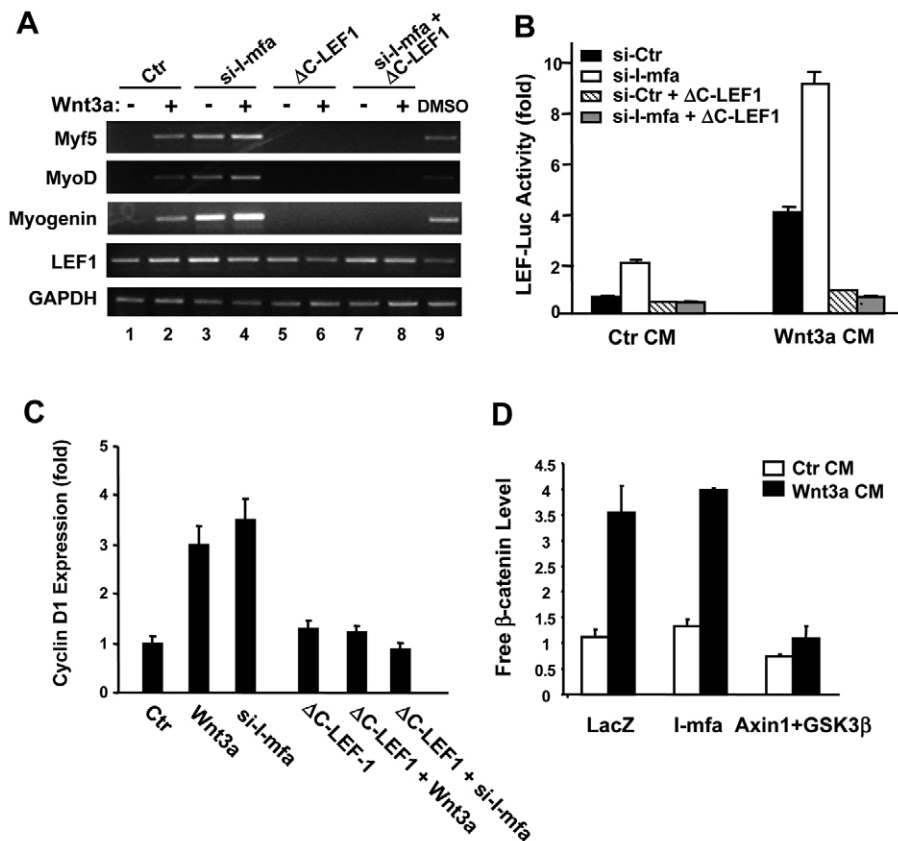 A
Ctr
si-I-mfa
ΔC-LEF1
si-I-mfa +
ΔC-LEF1
Wnt3a: - + - + - + - + DMSO
Myf5
MyoD
Myogenin
LEF1
GAPDH
1 2 3 4 5 6 7 8 9
B
si-Ctr
si-I-mfa
si-Ctr + ΔC-LEF1
si-I-mfa + ΔC-LEF1
LEF-Luc Activity (fold)
10
8
6
4
2
0
Ctr CM
Wnt3a CM
C
Cyclin D1 Expression (fold)
5
4
3
2
1
0
Ctr
Wnt3a
si-I-mfa
ΔC-LEF-1
ΔC-LEF1 + Wnt3a
ΔC-LEF1 + si-I-mfa
D
Ctr CM
Wnt3a CM
Free β-catenin Level
4.5
4
3.5
3
2.5
2
1.5
1
0.5
0
LacZ
I-mfa
Axin1+GSK3β